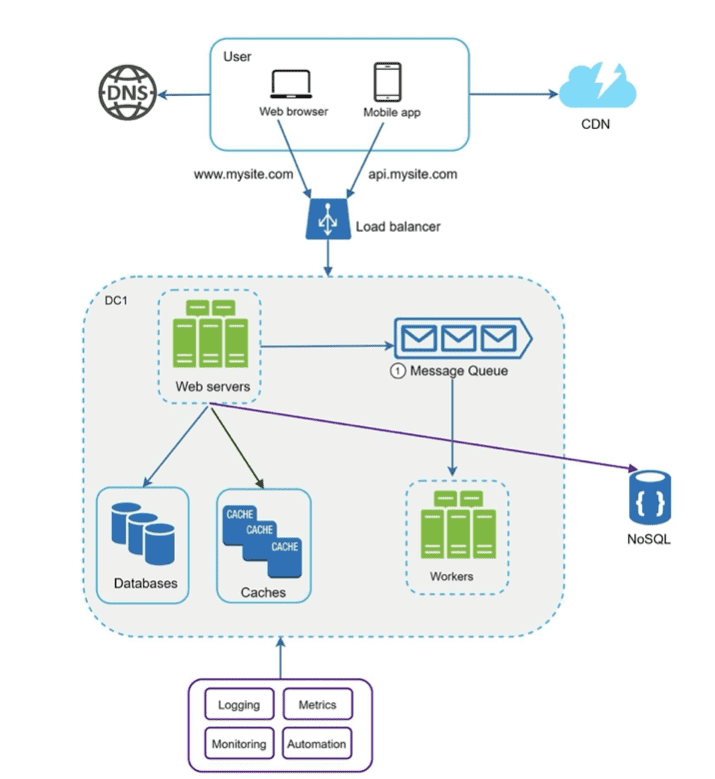 User
DNS
Web browser
Mobile app
CDN
www.mysite.com
api.mysite.com
Load balancer
DC1
Web servers
1 Message Queue
CACHE
CACHE
CACHE
{ }
NoSQL
Databases
Caches
Workers
Logging
Metrics
Monitoring
Automation